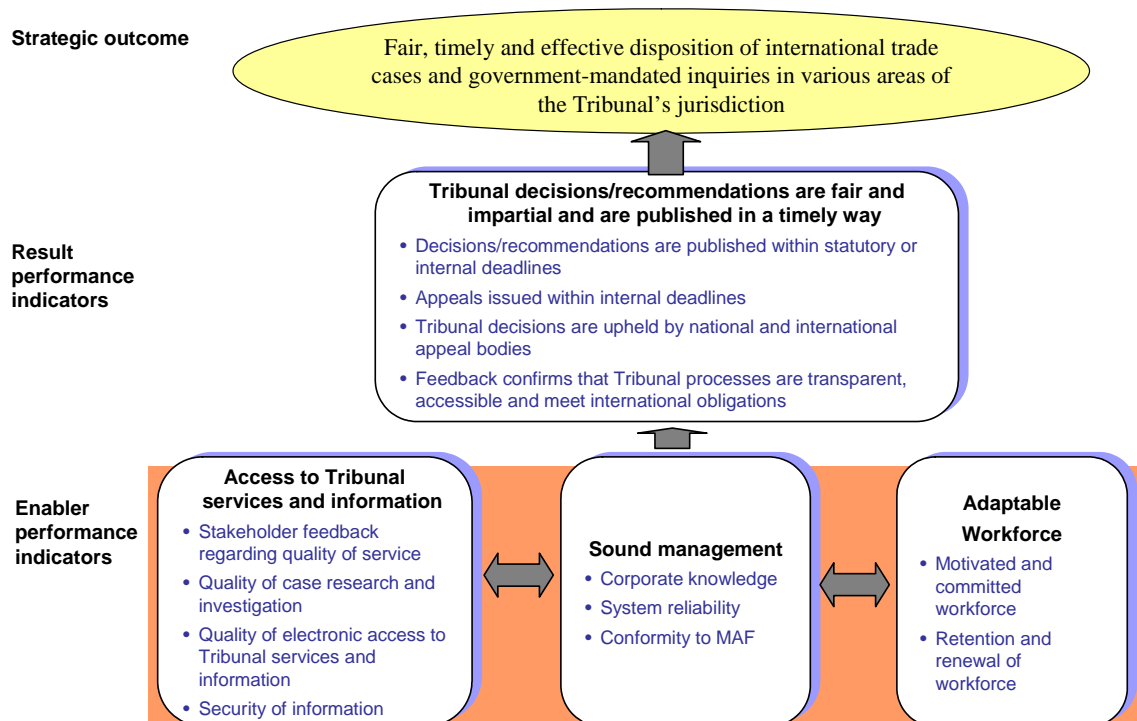 Strategic outcome
Fair, timely and effective disposition of international trade
cases and government-mandated inquiries in various areas of
the Tribunal’s jurisdiction
Result
performance
indicators
Tribunal decisions/recommendations are fair and
impartial and are published in a timely way
• Decisions/recommendations are published within statutory or
internal deadlines
• Appeals issued within internal deadlines
• Tribunal decisions are upheld by national and international
appeal bodies
• Feedback confirms that Tribunal processes are transparent,
accessible and meet international obligations
Enabler
performance
indicators
Access to Tribunal
services and information
• Stakeholder feedback
regarding quality of service
• Quality of case research and
investigation
• Quality of electronic access to
Tribunal services and
information
• Security of information
Sound management
• Corporate knowledge
• System reliability
• Conformity to MAF
Adaptable
Workforce
• Motivated and
committed
workforce
• Retention and
renewal of
workforce